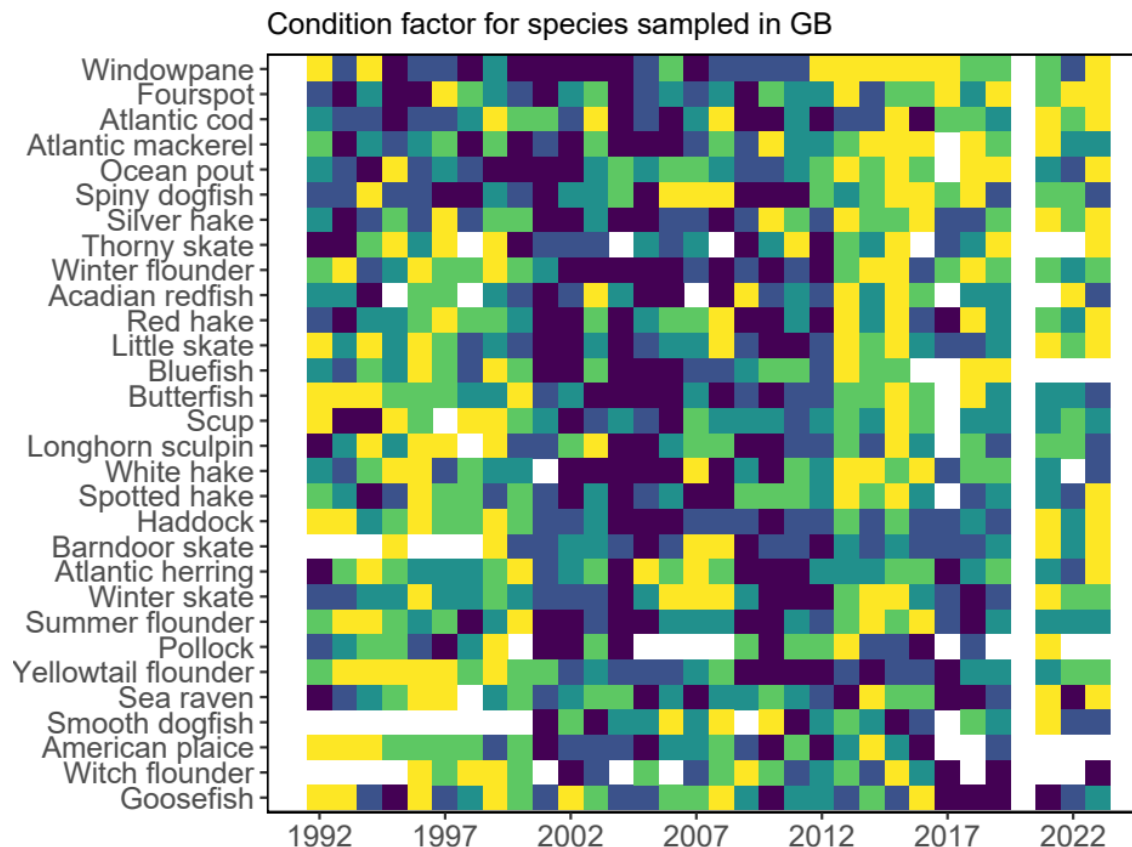 Condition factor for species sampled in GB
Windowpane
Fourspot
Atlantic cod
Atlantic mackerel
Ocean pout
Spiny dogfish
Silver hake
Thorny skate
Winter flounder
Acadian redfish
Red hake
Little skate
Bluefish
Butterfish
Scup
Longhorn sculpin
White hake
Spotted hake
Haddock
Barndoor skate
Atlantic herring
Winter skate
Summer flounder
Pollock
Yellowtail flounder
Sea raven
Smooth dogfish
American plaice
Witch flounder
Goosefish
1992 1997 2002 2007 2012 2017 2022